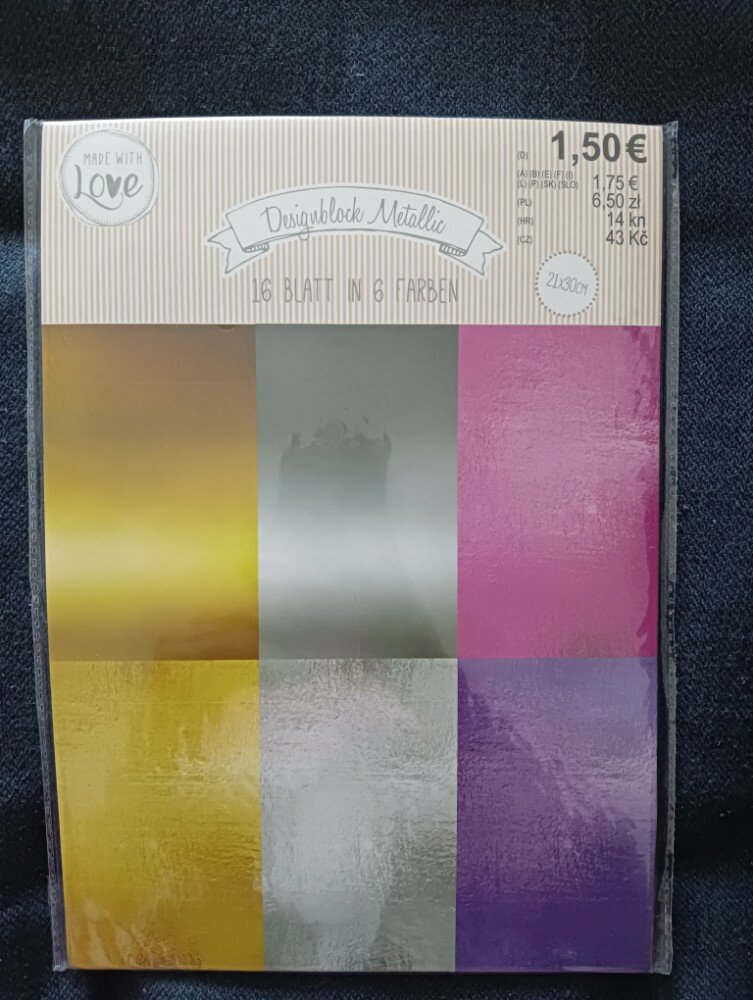 MADE WITH
Love
Designblock Metallic
16 BLATT IN 6 FARBEN
(D) 1,50 €
(A) (B) (E) (F) (I)
(L) (P) (SK) (SLO) 1,75 €
(PL) 6,50 zł
(HR) 14 kn
(CZ) 43 Kč
21x30cm